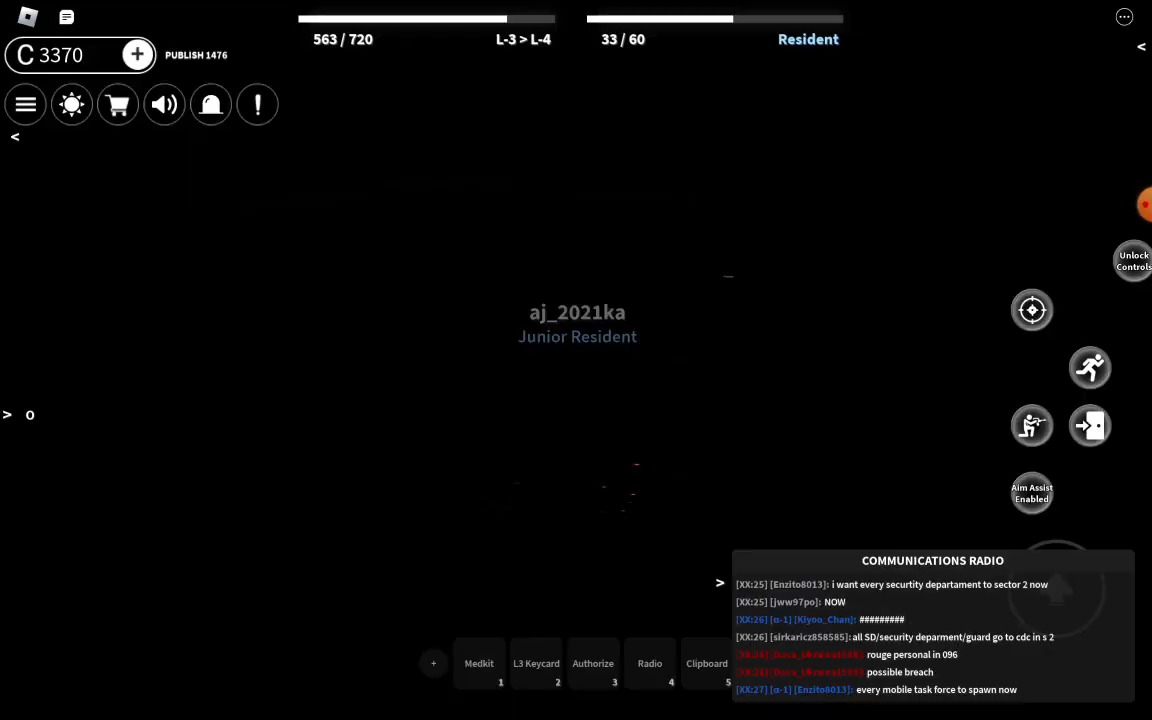 563 / 720
L-3 > L-4
33 / 60
Resident
C 3370 +
PUBLISH 1476
<
<
Unlock
Controls
aj_2021ka
Junior Resident
> O
Aim Assist
Enabled
COMMUNICATIONS RADIO
[XX:25] [Enzito8013]: i want every securtity departament to sector 2 now
[XX:25] [jww97po]: NOW
[XX:26] [α-1] [Kiyoo_Chan]: #########
[XX:26] [sirkaricz858585]: all SD/security deparment/guard go to cdc in s 2
rouge personal in 096
possible breach
[XX:27] [α-1] [Enzito8013]: every mobile task force to spawn now
>
+
Medkit 1
L3 Keycard 2
Authorize 3
Radio 4
Clipboard 5